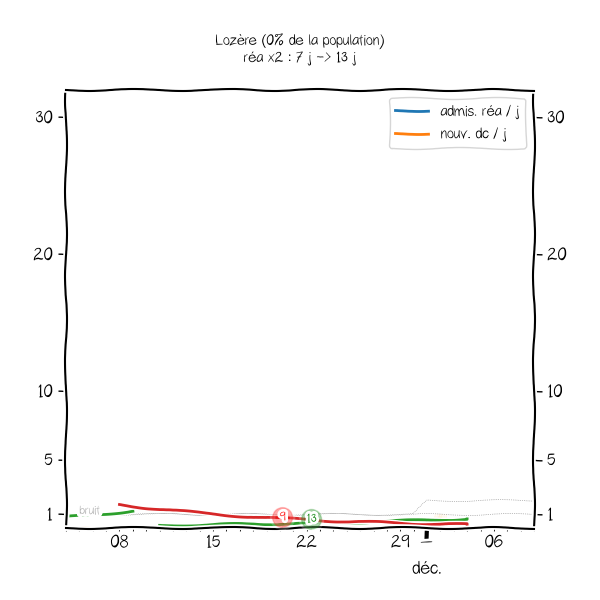 Lozère (0% de la population)
réa x2 : 7 j -> 13 j
admis. réa / j
nouv. dc / j
30 30
20 20
10 10
5 5
bruit
9
13
1 1
08 15 22 29 06
déc.